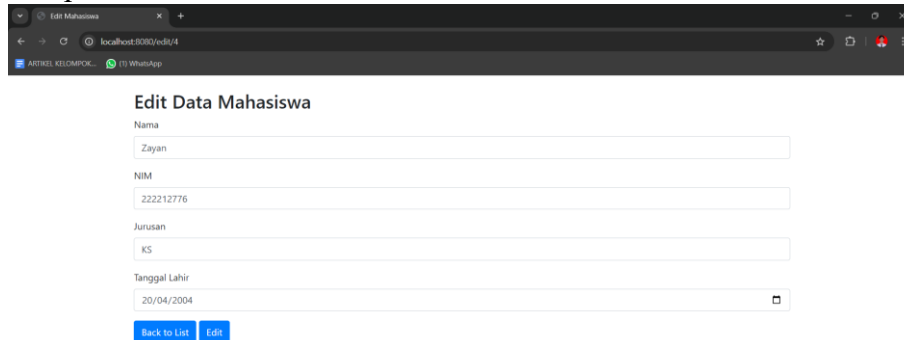 Edit Mahasiswa
localhost:8080/edit/4
ARTIKEL KELOMPOK... (1) WhatsApp
Edit Data Mahasiswa
Nama
Zayan
NIM
222212776
Jurusan
KS
Tanggal Lahir
20/04/2004
Back to List Edit